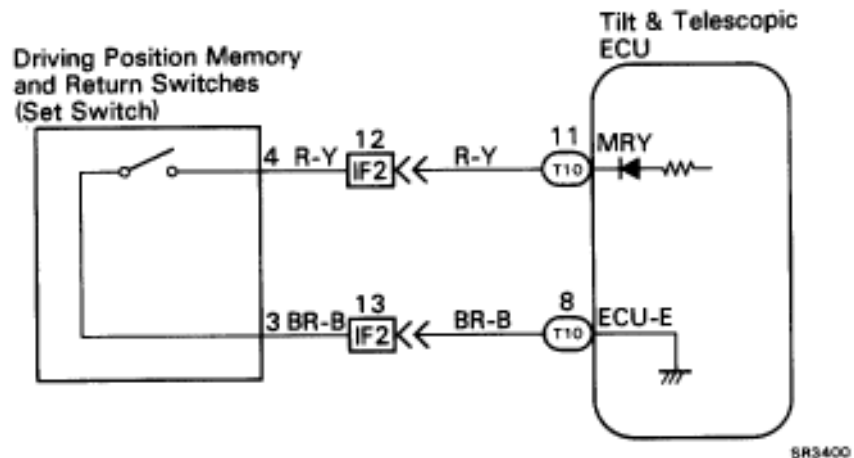 Tilt & Telescopic
ECU
Driving Position Memory
and Return Switches
(Set Switch)
4 R-Y 12 IF2 R-Y 11 T10 MRY
3 BR-B 13 IF2 BR-B 8 T10 ECU-E
SR3400